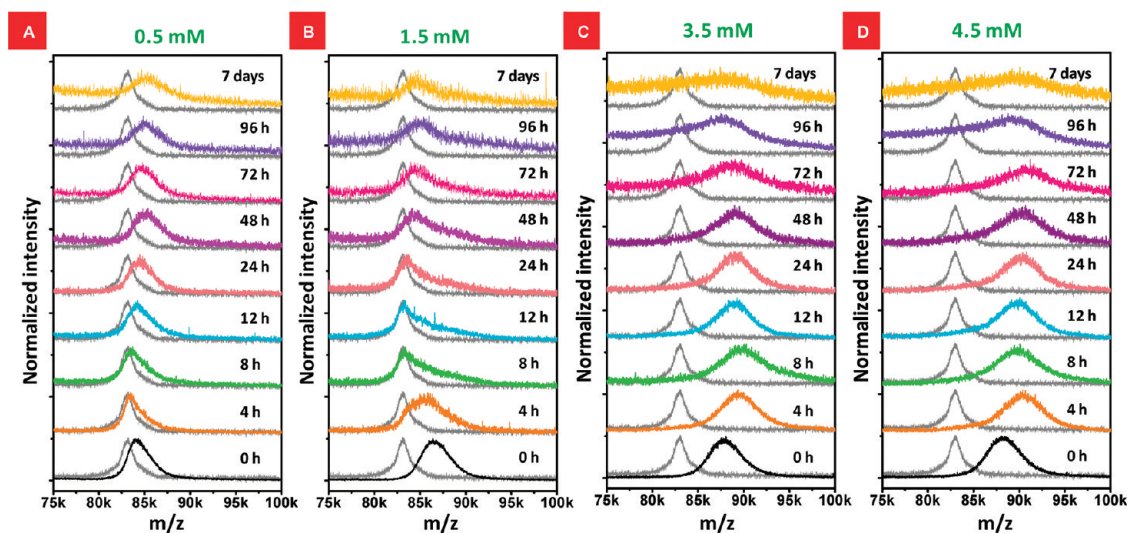 A
0.5 mM
Normalized intensity
7 days
96 h
72 h
48 h
24 h
12 h
8 h
4 h
0 h
75k 80k 85k 90k 95k 100k
m/z
B
1.5 mM
Normalized intensity
7 days
96 h
72 h
48 h
24 h
12 h
8 h
4 h
0 h
75k 80k 85k 90k 95k 100k
m/z
C
3.5 mM
Normalized intensity
7 days
96 h
72 h
48 h
24 h
12 h
8 h
4 h
0 h
75k 80k 85k 90k 95k 100k
m/z
D
4.5 mM
Normalized intensity
7 days
96 h
72 h
48 h
24 h
12 h
8 h
4 h
0 h
75k 80k 85k 90k 95k 100k
m/z